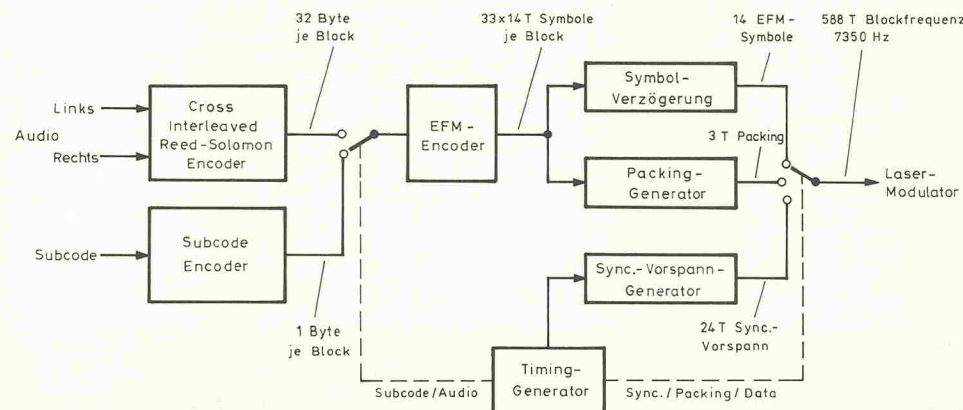 32 Byte
je Block
33x14 T Symbole
je Block
14 EFM-
Symbole
588 T Blockfrequenz
7350 Hz
Links
Audio
Rechts
Cross
Interleaved
Reed-Solomon
Encoder
EFM-
Encoder
Symbol-
Verzögerung
3 T Packing
Packing-
Generator
Laser-
Modulator
Subcode
Subcode
Encoder
Sync.-Vorspann-
Generator
1 Byte
je Block
24 T Sync.-
Vorspann
Timing-
Generator
Subcode/Audio
Sync./Packing/Data